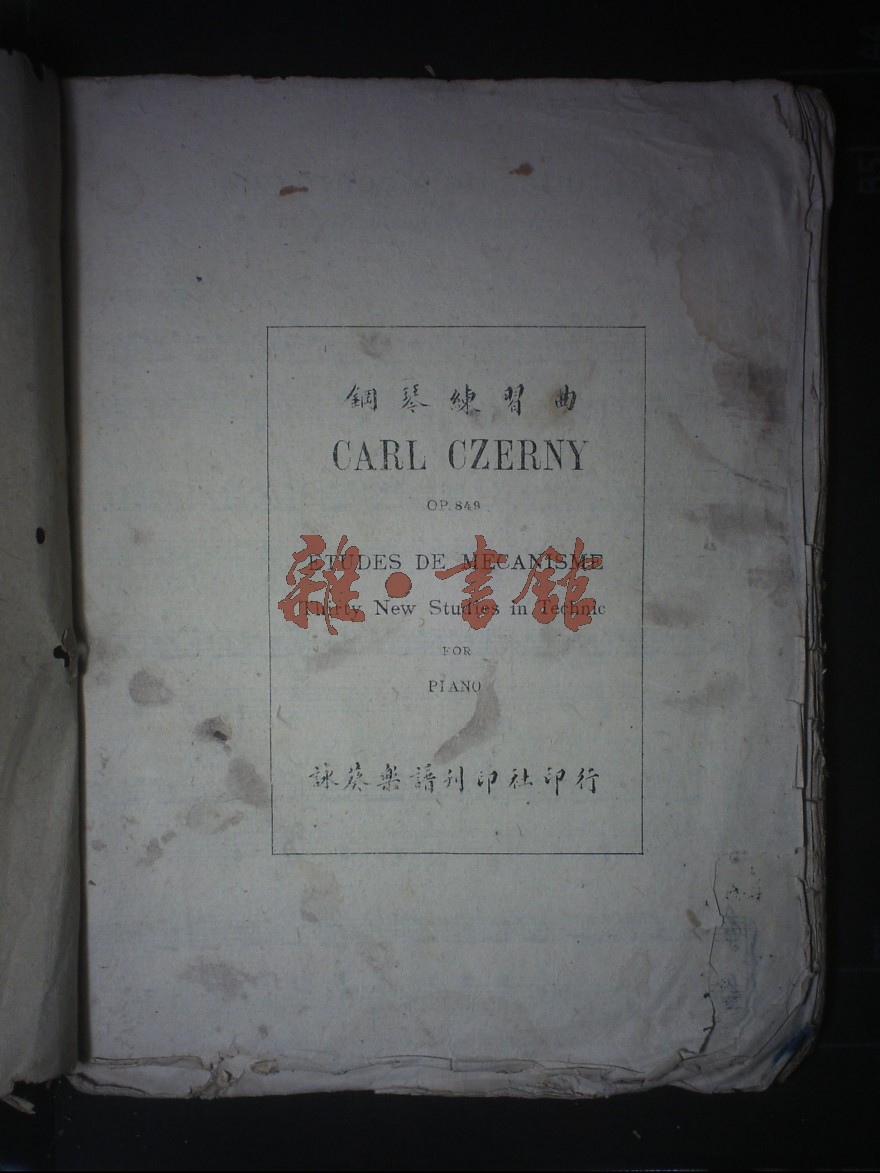 鋼琴練習曲
CARL CZERNY
OP. 849
ETUDES DE MECANISME
雜·書館
Thirty New Studies in Technic
FOR
PIANO
詠葵樂譜刊印社印行